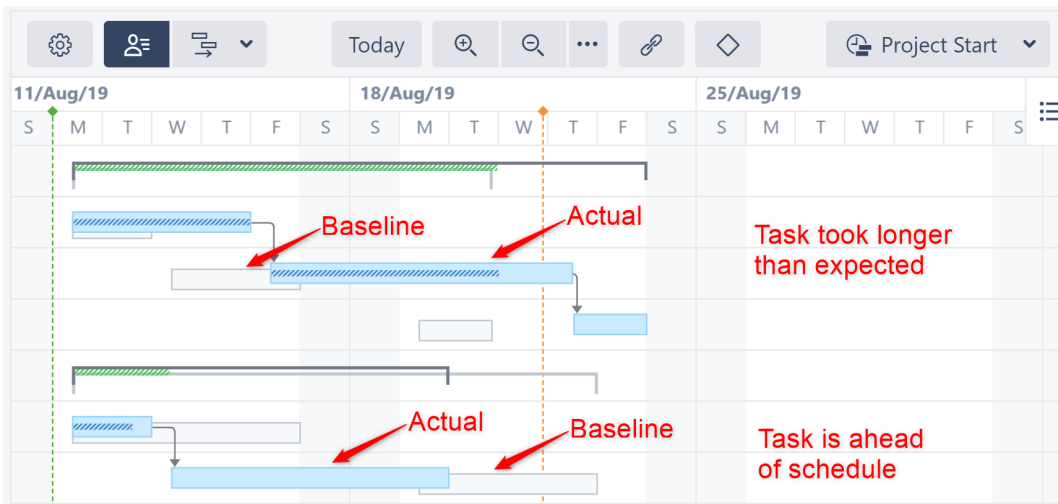 Today
Project Start
11/Aug/19 18/Aug/19 25/Aug/19
S M T W T F S S M T W T F S S M T W T F S
Baseline
Actual
Task took longer
than expected
Actual
Baseline
Task is ahead
of schedule